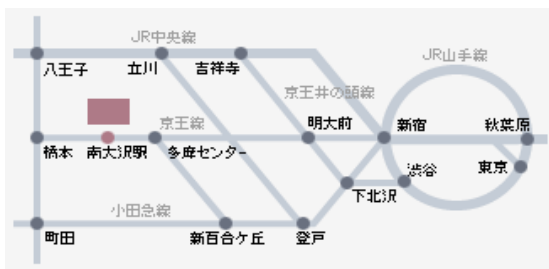 JR中央線
JR山手線
八王子 立川 吉祥寺
京王井の頭線
京王線 明大前 新宿 秋葉原
橋本 南大沢駅 多摩センター
渋谷 東京
下北沢
小田急線
町田 新百合ケ丘 登戸